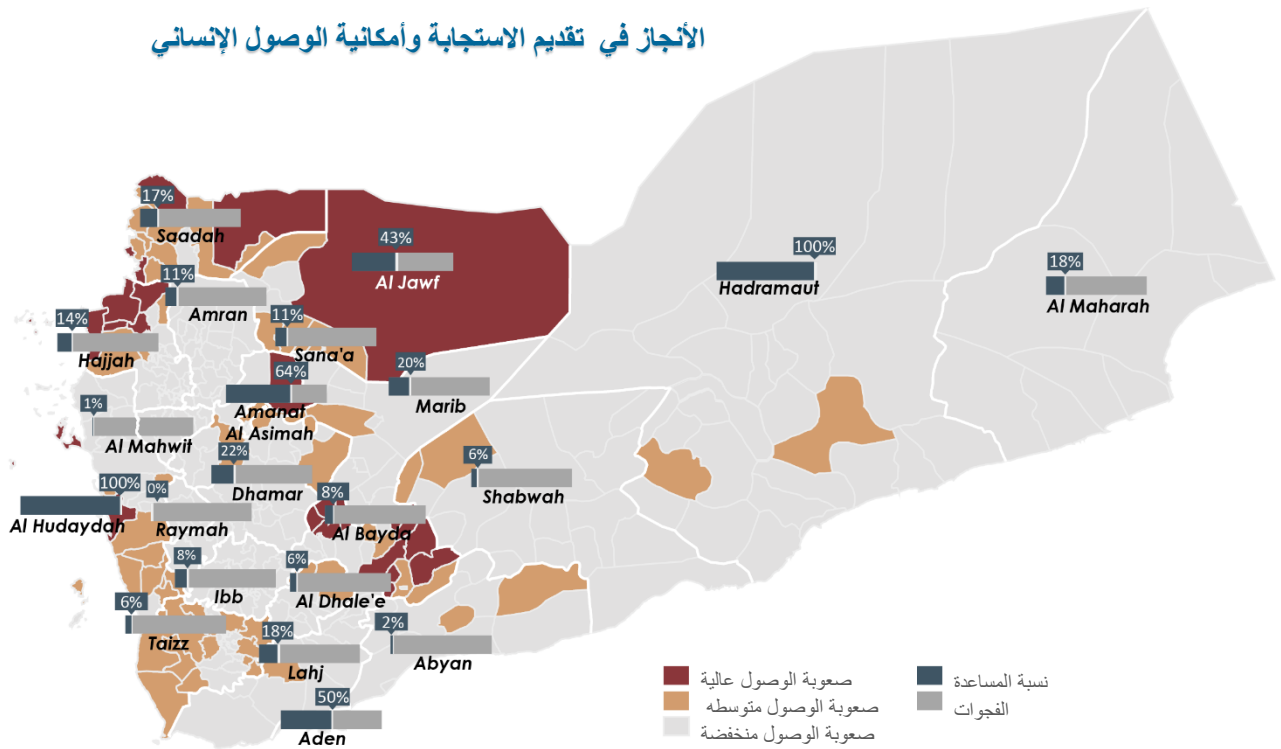 الأنجاز في تقديم الاستجابة وأمكانية الوصول الإنساني
17%
Saadah
43%
Al Jawf
100%
Hadramaut
18%
Al Maharah
11%
Amran
14%
Hajjah
11%
Sana'a
64%
Amanat
Al Asimah
20%
Marib
1%
Al Mahwit
22%
Dhamar
6%
Shabwah
100%
Al Hudaydah
0%
Raymah
8%
Al Bayda
8%
Ibb
6%
Al Dhale'e
6%
Taizz
18%
Lahj
2%
Abyan
50%
Aden
صعوبة الوصول عالية
صعوبة الوصول متوسطه
صعوبة الوصول منخفضة
نسبة المساعدة
الفجوات